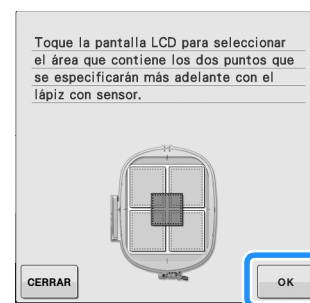 Toque la pantalla LCD para seleccionar
el área que contiene los dos puntos que
se especificarán más adelante con el
lápiz con sensor.
CERRAR
OK